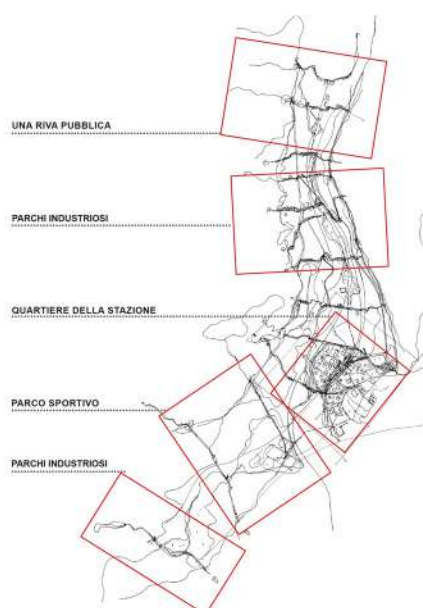 UNA RIVA PUBBLICA
PARCHI INDUSTRIOSI
QUARTIERE DELLA STAZIONE
PARCO SPORTIVO
PARCHI INDUSTRIOSI